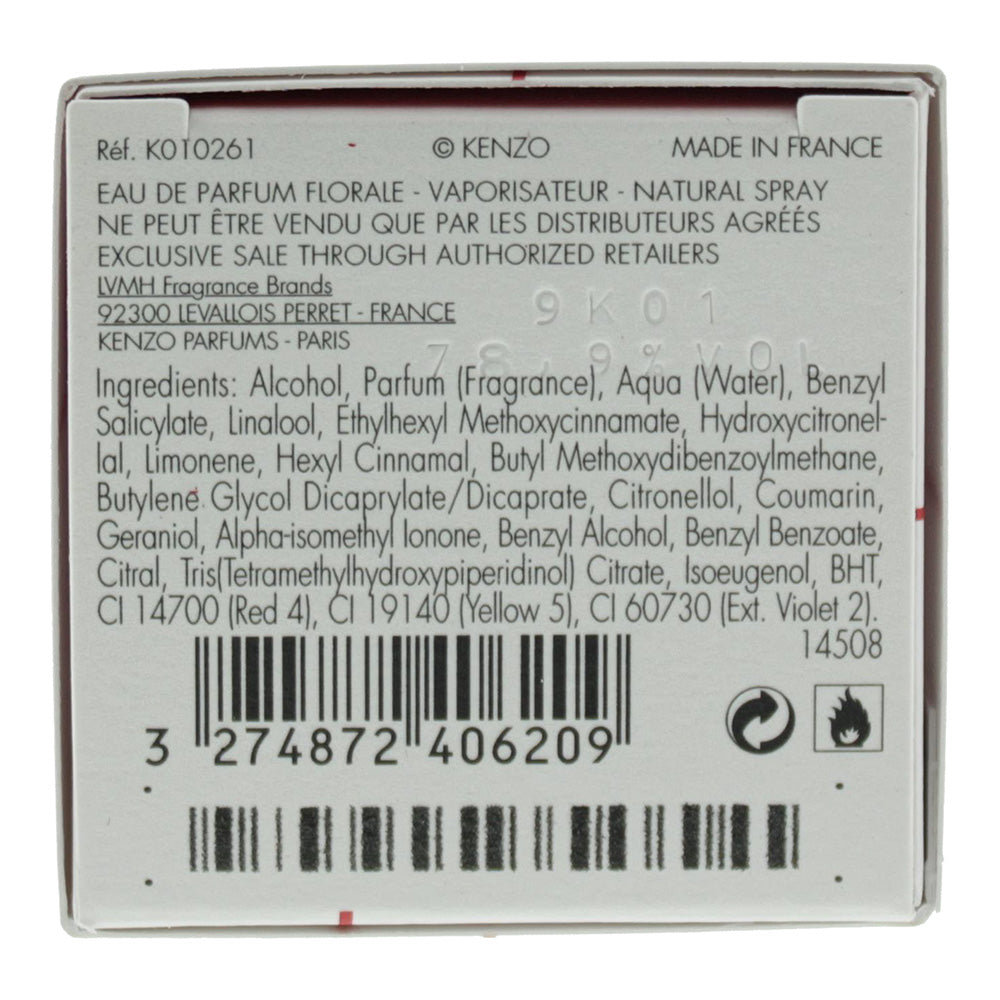 Réf. K010261 © KENZO MADE IN FRANCE
EAU DE PARFUM FLORALE - VAPORISATEUR - NATURAL SPRAY
NE PEUT ÊTRE VENDU QUE PAR LES DISTRIBUTEURS AGRÉÉS
EXCLUSIVE SALE THROUGH AUTHORIZED RETAILERS
LVMH Fragrance Brands
92300 LEVALLOIS PERRET - FRANCE
9K01
KENZO PARFUMS - PARIS
78.9%VOL
Ingredients: Alcohol, Parfum (Fragrance), Aqua (Water), Benzyl
Salicylate, Linalool, Ethylhexyl Methoxycinnamate, Hydroxycitronel-
lal, Limonene, Hexyl Cinnamal, Butyl Methoxydibenzoylmethane,
Butylene Glycol Dicaprylate/Dicaprate, Citronellol, Coumarin,
Geraniol, Alpha-isomethyl Ionone, Benzyl Alcohol, Benzyl Benzoate,
Citral, Tris(Tetramethylhydroxypiperidinol) Citrate, Isoeugenol, BHT,
CI 14700 (Red 4), CI 19140 (Yellow 5), CI 60730 (Ext. Violet 2).
14508
3 274872 406209